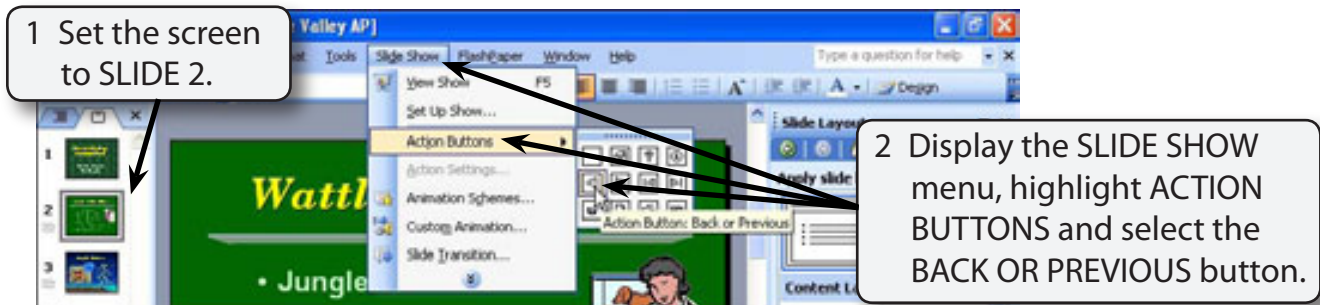 1 Set the screen
to SLIDE 2.
Valley AP]
Tools Slide Show FlashPaper Window Help Type a question for help
View Show F5
Design
Set Up Show...
Slide Layout
Action Buttons
Action Settings...
Apply slide
Animation Schemes...
Action Button: Back or Previous
Custom Animation...
Slide Transition...
1
2
3
Wattl
• Jungle
Content L
2 Display the SLIDE SHOW
menu, highlight ACTION
BUTTONS and select the
BACK OR PREVIOUS button.